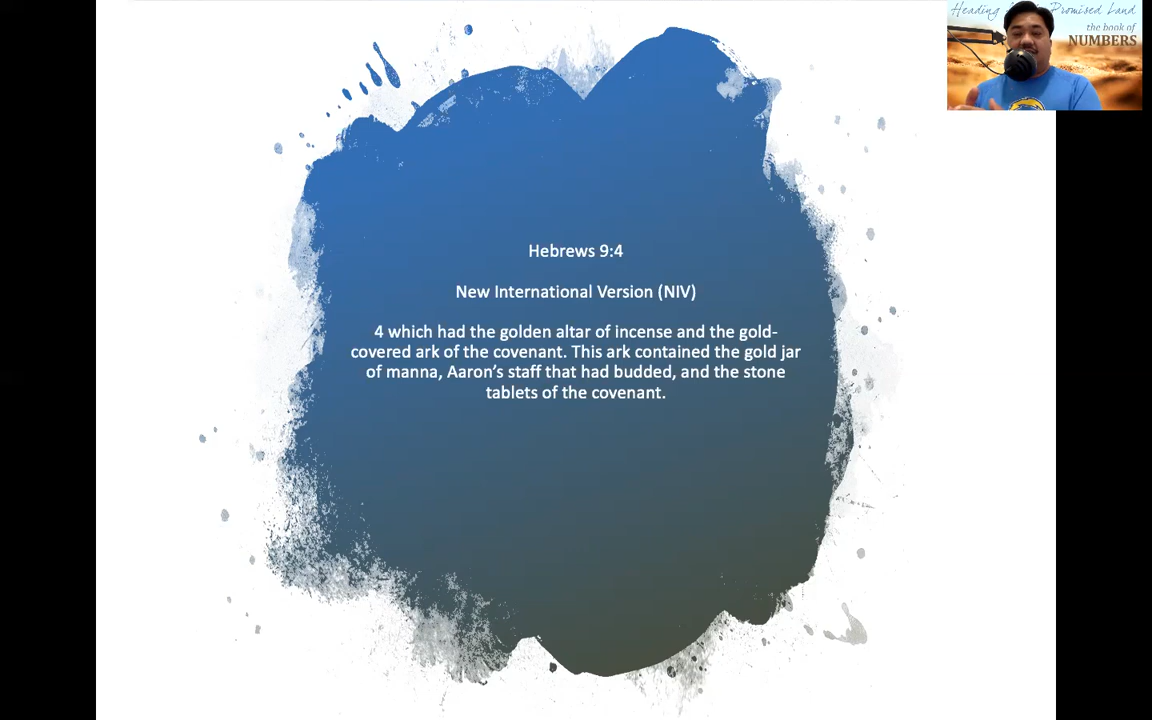 Heading Promised Land
the book of
NUMBERS
Hebrews 9:4
New International Version (NIV)
4 which had the golden altar of incense and the gold-
covered ark of the covenant. This ark contained the gold jar
of manna, Aaron’s staff that had budded, and the stone
tablets of the covenant.